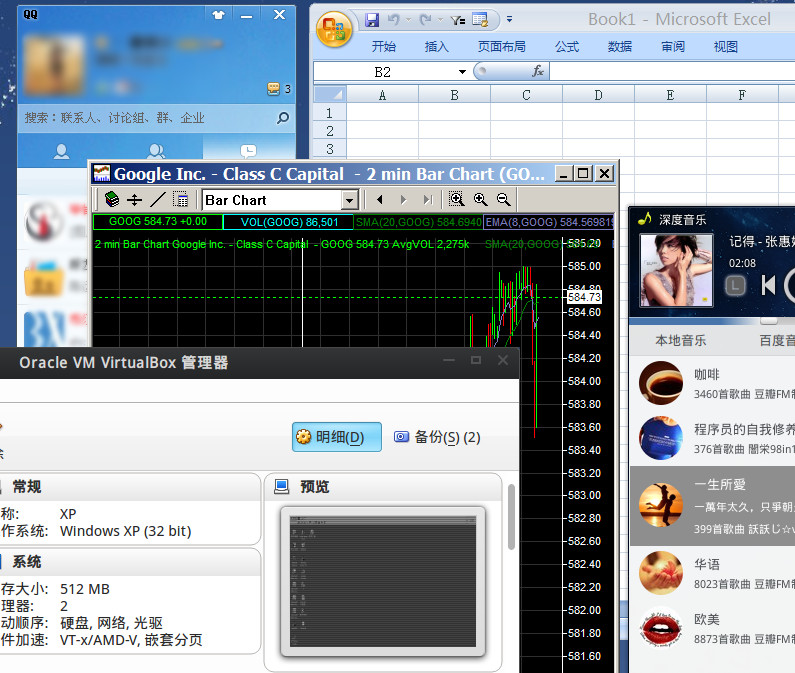 QQ
3
搜索：联系人、讨论组、群、企业
Book1 - Microsoft Excel
开始 插入 页面布局 公式 数据 审阅 视图
B2
fx
A B C D E F
1
2
3
Google Inc. - Class C Capital - 2 min Bar Chart (GO...
Bar Chart
GOOG 584.73 +0.00 VOL(GOOG) 86,501 SMA(20,GOOG) 584.6940 EMA(8,GOOG) 584.569819
2 min Bar Chart Google Inc. - Class C Capital - GOOG 584.73 AvgVOL 2,275k SMA(20,GOOG)
585.20
585.00
584.80
584.73
584.60
584.40
584.20
584.00
583.80
583.60
583.40
583.20
583.00
582.80
582.60
582.40
582.20
582.00
581.80
581.60
Oracle VM VirtualBox 管理器
明细(D) 备份(S) (2)
常规
称: XP
作系统: Windows XP (32 bit)
系统
存大小: 512 MB
理器: 2
动顺序: 硬盘, 网络, 光驱
件加速: VT-x/AMD-V, 嵌套分页
预览
深度音乐
记得 - 张惠
02:08
本地音乐 百度音
咖啡
3460首歌曲 豆瓣FM
程序员的自我修养
376首歌曲 闇栄98in1
一生所愛
一萬年太久，只爭朝
399首歌曲 跃跃じ☆
华语
8023首歌曲 豆瓣FM
欧美
8873首歌曲 豆瓣FM